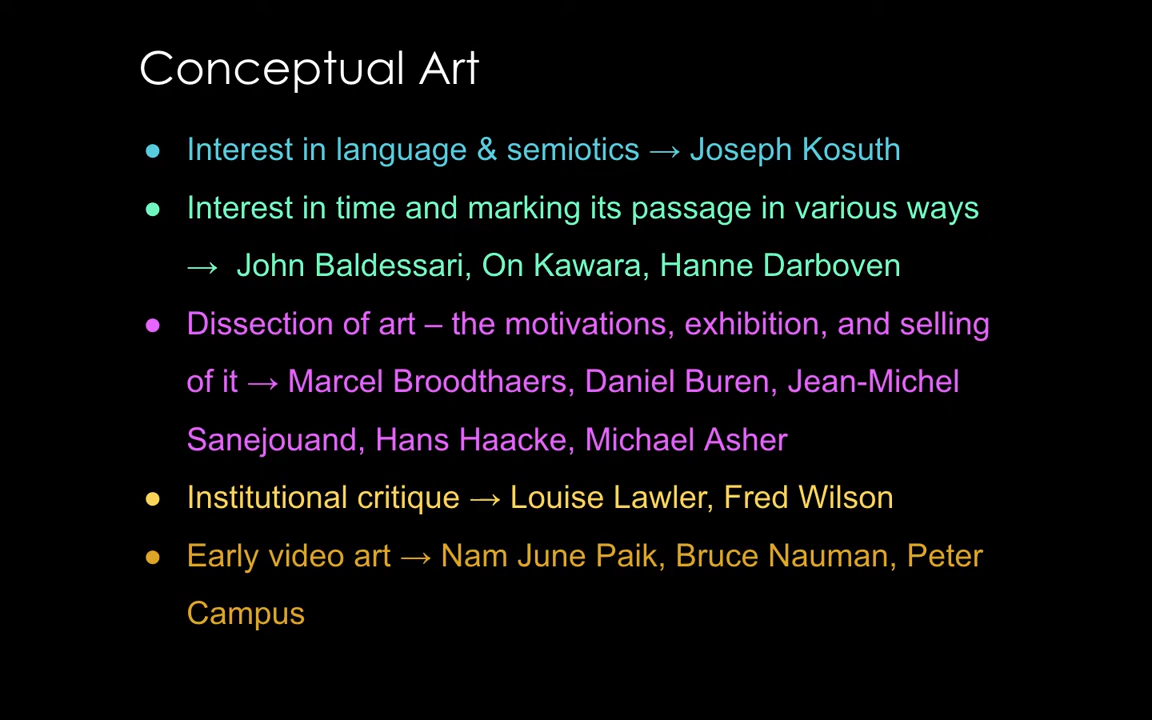 Conceptual Art
● Interest in language & semiotics → Joseph Kosuth
● Interest in time and marking its passage in various ways
→ John Baldessari, On Kawara, Hanne Darboven
● Dissection of art – the motivations, exhibition, and selling
of it → Marcel Broodthaers, Daniel Buren, Jean-Michel
Sanejouand, Hans Haacke, Michael Asher
● Institutional critique → Louise Lawler, Fred Wilson
● Early video art → Nam June Paik, Bruce Nauman, Peter
Campus